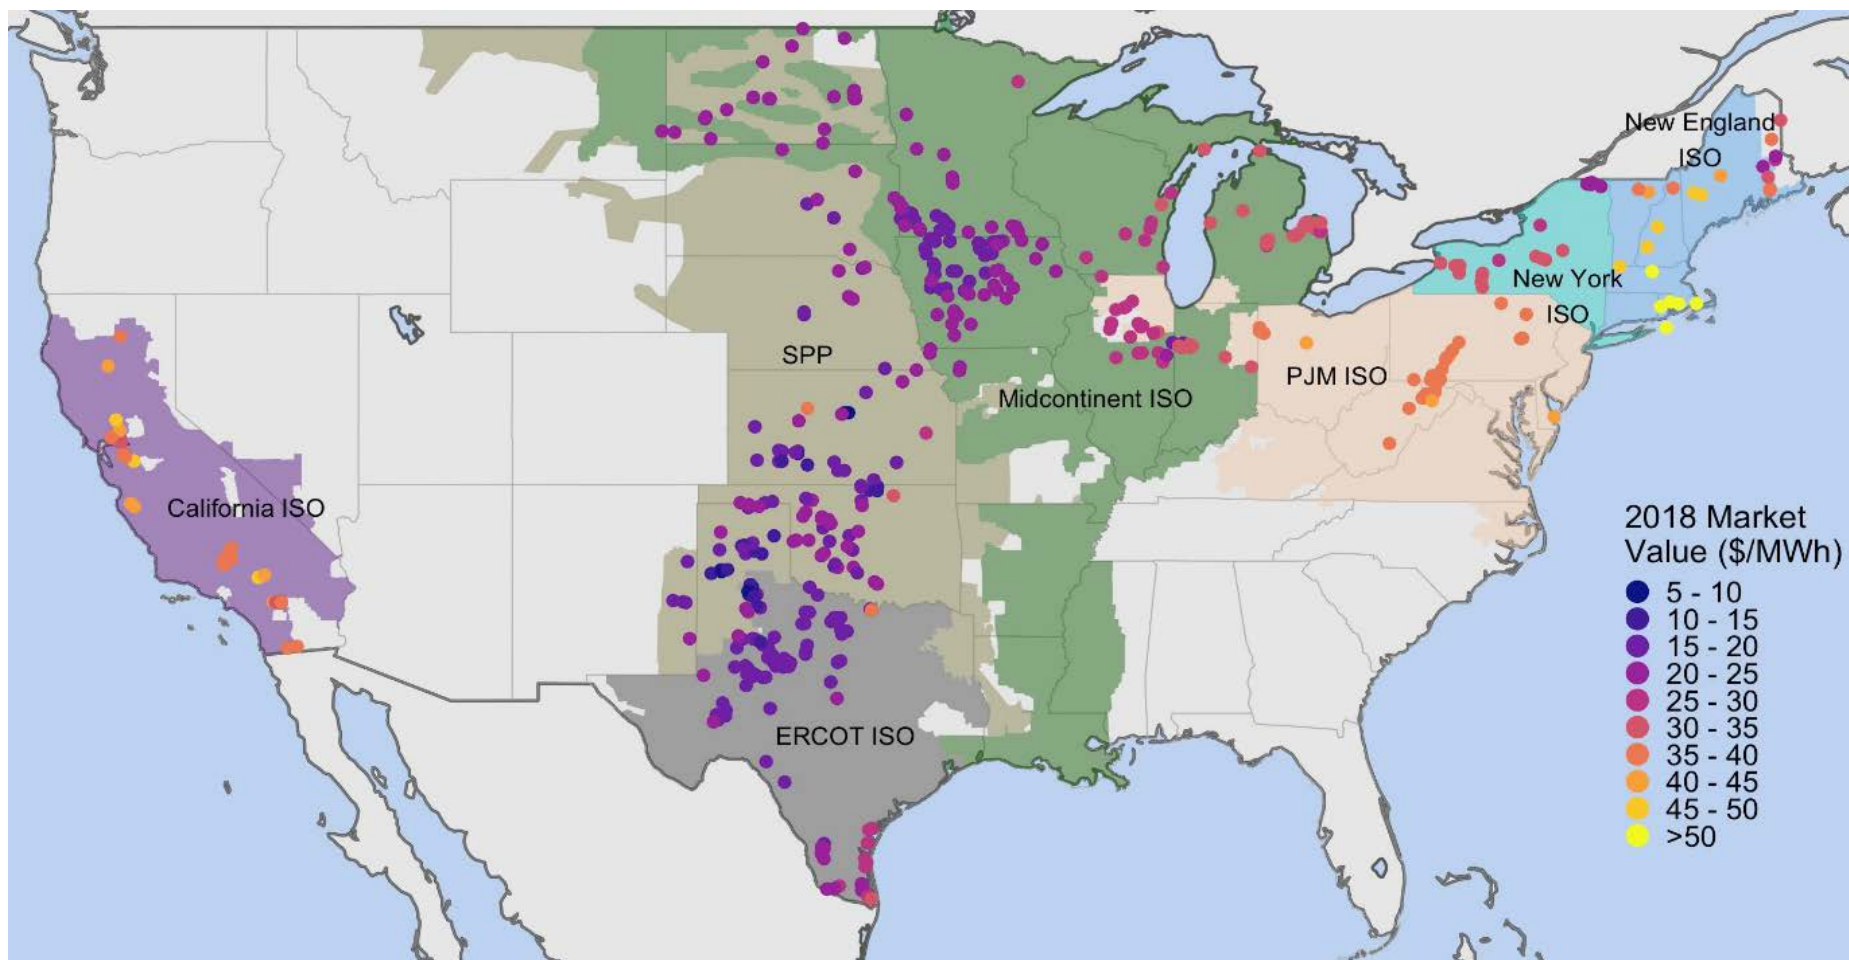 New England
ISO
New York
ISO
SPP
PJM ISO
Midcontinent ISO
California ISO
ERCOT ISO
2018 Market
Value ($/MWh)
5 - 10
10 - 15
15 - 20
20 - 25
25 - 30
30 - 35
35 - 40
40 - 45
45 - 50
>50